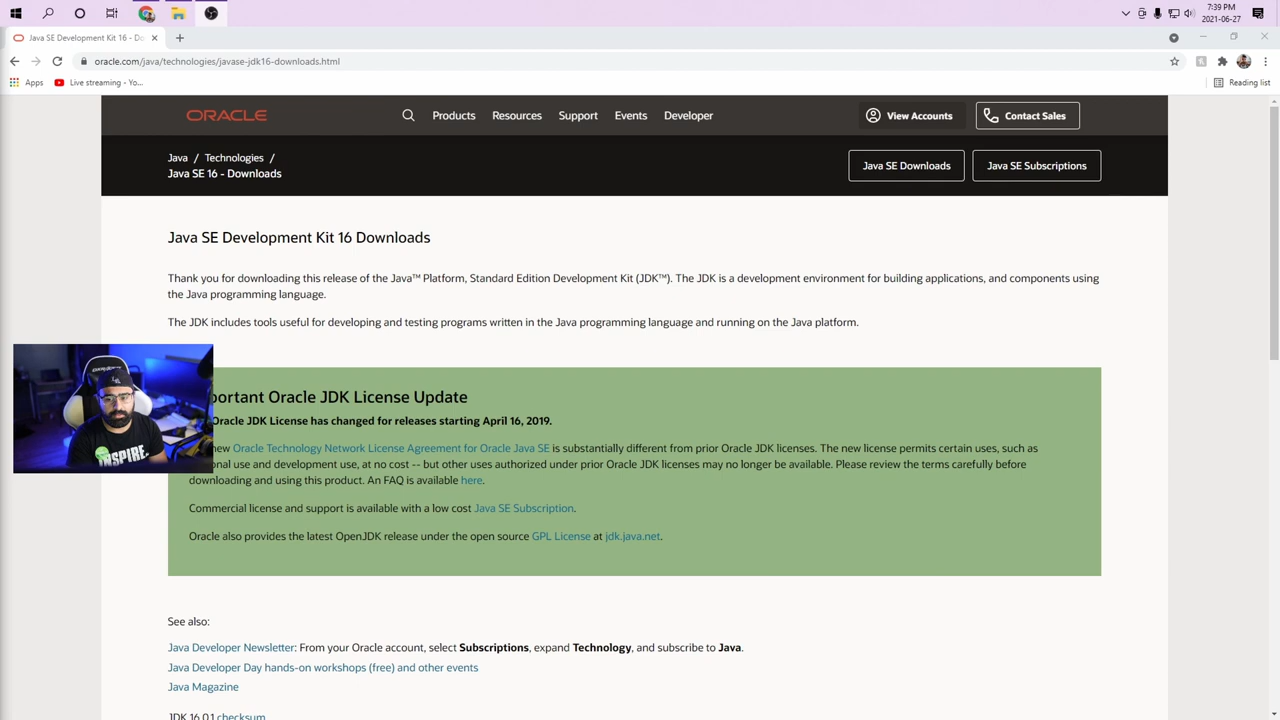 7:39 PM
2021-06-27
Java SE Development Kit 16 - Do
oracle.com/java/technologies/javase-jdk16-downloads.html
Apps
Live streaming - Yo...
Reading list
ORACLE
Products
Resources
Support
Events
Developer
View Accounts
Contact Sales
Java / Technologies /
Java SE 16 - Downloads
Java SE Downloads
Java SE Subscriptions
Java SE Development Kit 16 Downloads
Thank you for downloading this release of the Java™ Platform, Standard Edition Development Kit (JDK™). The JDK is a development environment for building applications, and components using
the Java programming language.
The JDK includes tools useful for developing and testing programs written in the Java programming language and running on the Java platform.
portant Oracle JDK License Update
Oracle JDK License has changed for releases starting April 16, 2019.
new Oracle Technology Network License Agreement for Oracle Java SE is substantially different from prior Oracle JDK licenses. The new license permits certain uses, such as
onal use and development use, at no cost -- but other uses authorized under prior Oracle JDK licenses may no longer be available. Please review the terms carefully before
downloading and using this product. An FAQ is available here.
Commercial license and support is available with a low cost Java SE Subscription.
Oracle also provides the latest OpenJDK release under the open source GPL License at jdk.java.net.
INSPIRE.
See also:
Java Developer Newsletter: From your Oracle account, select Subscriptions, expand Technology, and subscribe to Java.
Java Developer Day hands-on workshops (free) and other events
Java Magazine
JDK 16.0.1 checksum